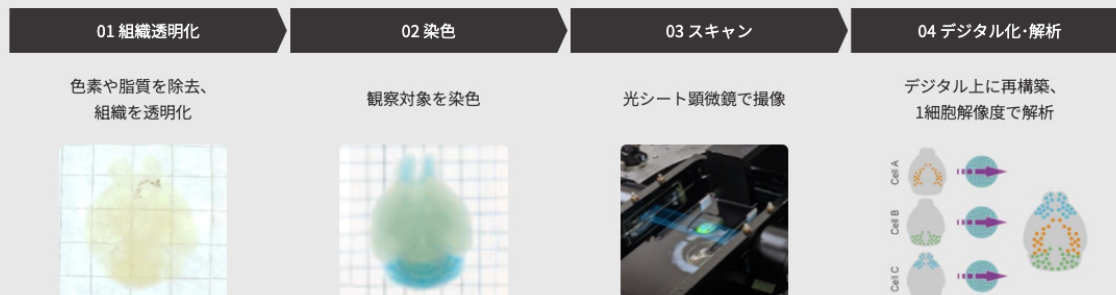 01 組織透明化
02 染色
03 スキャン
04 デジタル化・解析
色素や脂質を除去、
組織を透明化
観察対象を染色
光シート顕微鏡で撮像
デジタル上に再構築、
1細胞解像度で解析
Cell A
Cell B
Cell C